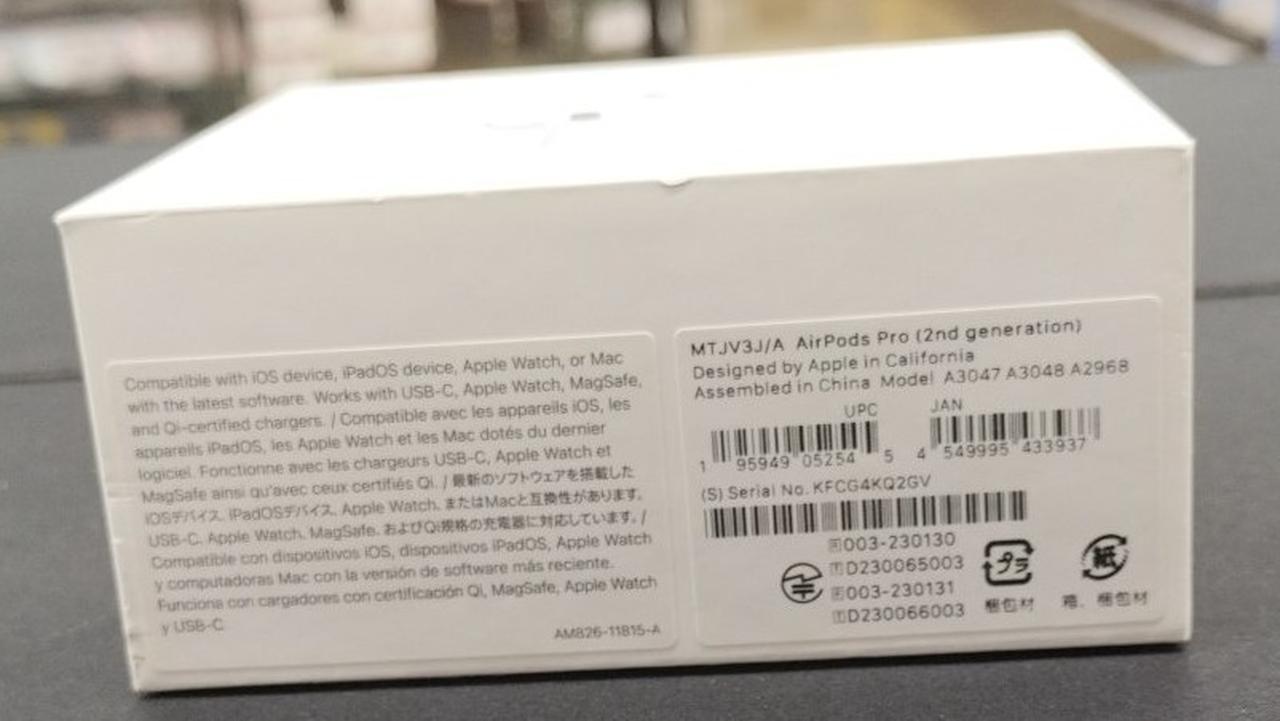 Compatible with iOS device, iPadOS device, Apple Watch, or Mac
with the latest software. Works with USB-C, Apple Watch, MagSafe,
and Qi-certified chargers. / Compatible avec les appareils iOS, les
appareils iPadOS, les Apple Watch et les Mac dotés du dernier
logiciel. Fonctionne avec les chargeurs USB-C, Apple Watch et
MagSafe ainsi qu'avec ceux certifiés Qi. / 最新のソフトウェアを搭載した
iOSデバイス、iPadOSデバイス、Apple Watch、またはMacと互換性があります。
USB-C、Apple Watch、MagSafe、およびQi規格の充電器に対応しています。/
Compatible con dispositivos iOS, dispositivos iPadOS, Apple Watch
y computadoras Mac con la versión de software más reciente.
Funciona con cargadores con certificación Qi, MagSafe, Apple Watch
y USB-C.
AM826-11815-A
MTJV3J/A AirPods Pro (2nd generation)
Designed by Apple in California
Assembled in China Model A3047 A3048 A2968
UPC JAN
1 95949 05254 5 4 549995 433937
(S) Serial No. KFCG4KQ2GV
R 003-230130
T D230065003
R 003-230131
T D230066003
プラ
梱包材
紙
箱、梱包材